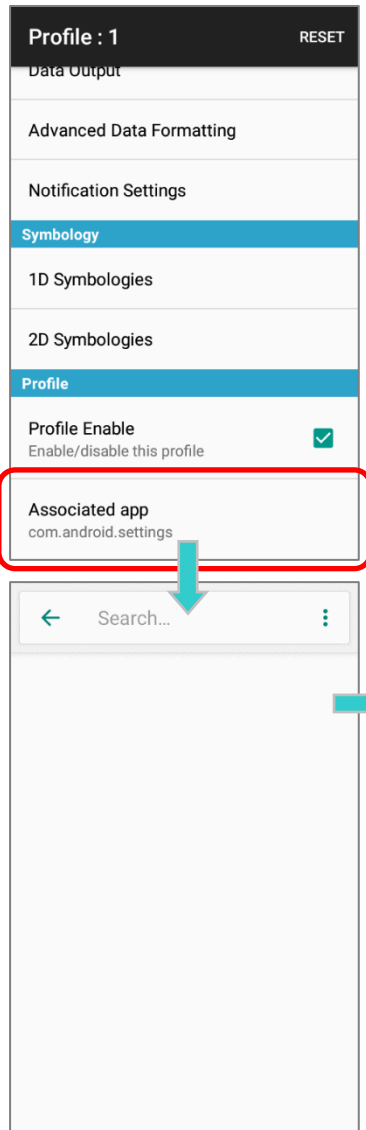 Profile : 1 RESET
Data Output
Advanced Data Formatting
Notification Settings
Symbology
1D Symbologies
2D Symbologies
Profile
Profile Enable
Enable/disable this profile
Associated app
com.android.settings
Search...